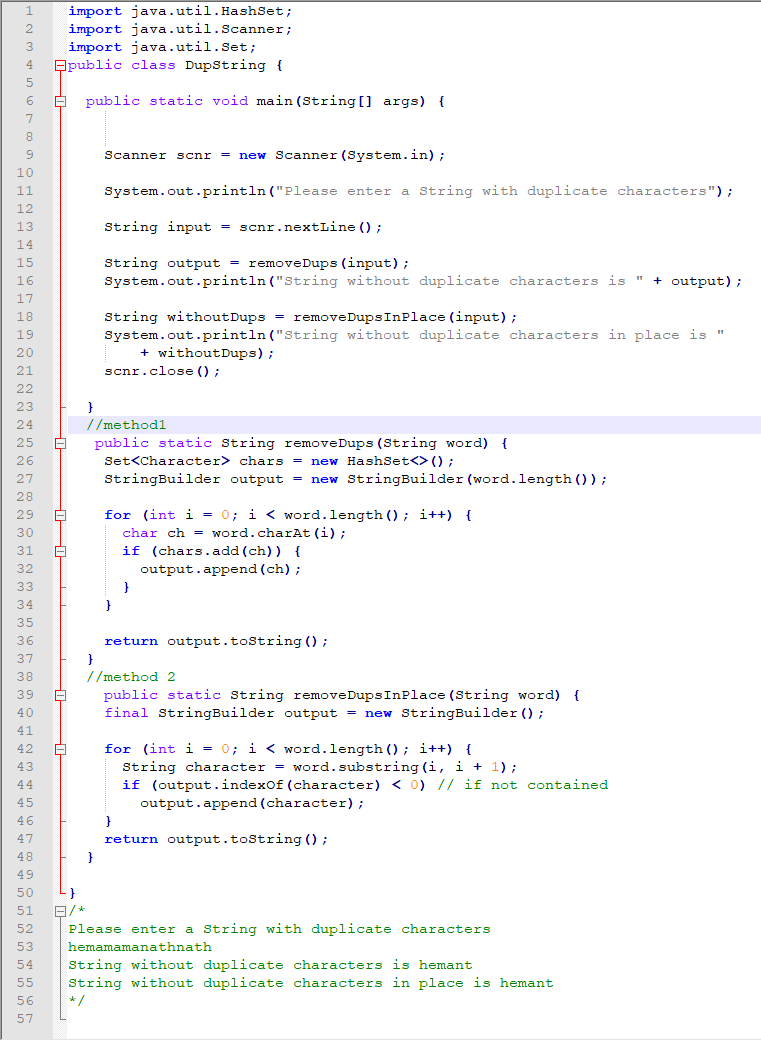 1 import java.util.HashSet;
2 import java.util.Scanner;
3 import java.util.Set;
4 public class DupString {
5
6   public static void main(String[] args) {
7
8
9     Scanner scnr = new Scanner(System.in);
10
11     System.out.println("Please enter a String with duplicate characters");
12
13     String input = scnr.nextLine();
14
15     String output = removeDups(input);
16     System.out.println("String without duplicate characters is " + output);
17
18     String withoutDups = removeDupsInPlace(input);
19     System.out.println("String without duplicate characters in place is "
20         + withoutDups);
21     scnr.close();
22
23   }
24   //method1
25    public static String removeDups(String word) {
26     Set<Character> chars = new HashSet<>();
27     StringBuilder output = new StringBuilder(word.length());
28
29     for (int i = 0; i < word.length(); i++) {
30       char ch = word.charAt(i);
31       if (chars.add(ch)) {
32         output.append(ch);
33       }
34     }
35
36     return output.toString();
37   }
38   //method 2
39     public static String removeDupsInPlace(String word) {
40     final StringBuilder output = new StringBuilder();
41
42     for (int i = 0; i < word.length(); i++) {
43       String character = word.substring(i, i + 1);
44       if (output.indexOf(character) < 0) // if not contained
45         output.append(character);
46     }
47     return output.toString();
48   }
49
50 }
51 /*
52 Please enter a String with duplicate characters
53 hemamamanathnath
54 String without duplicate characters is hemant
55 String without duplicate characters in place is hemant
56 */
57